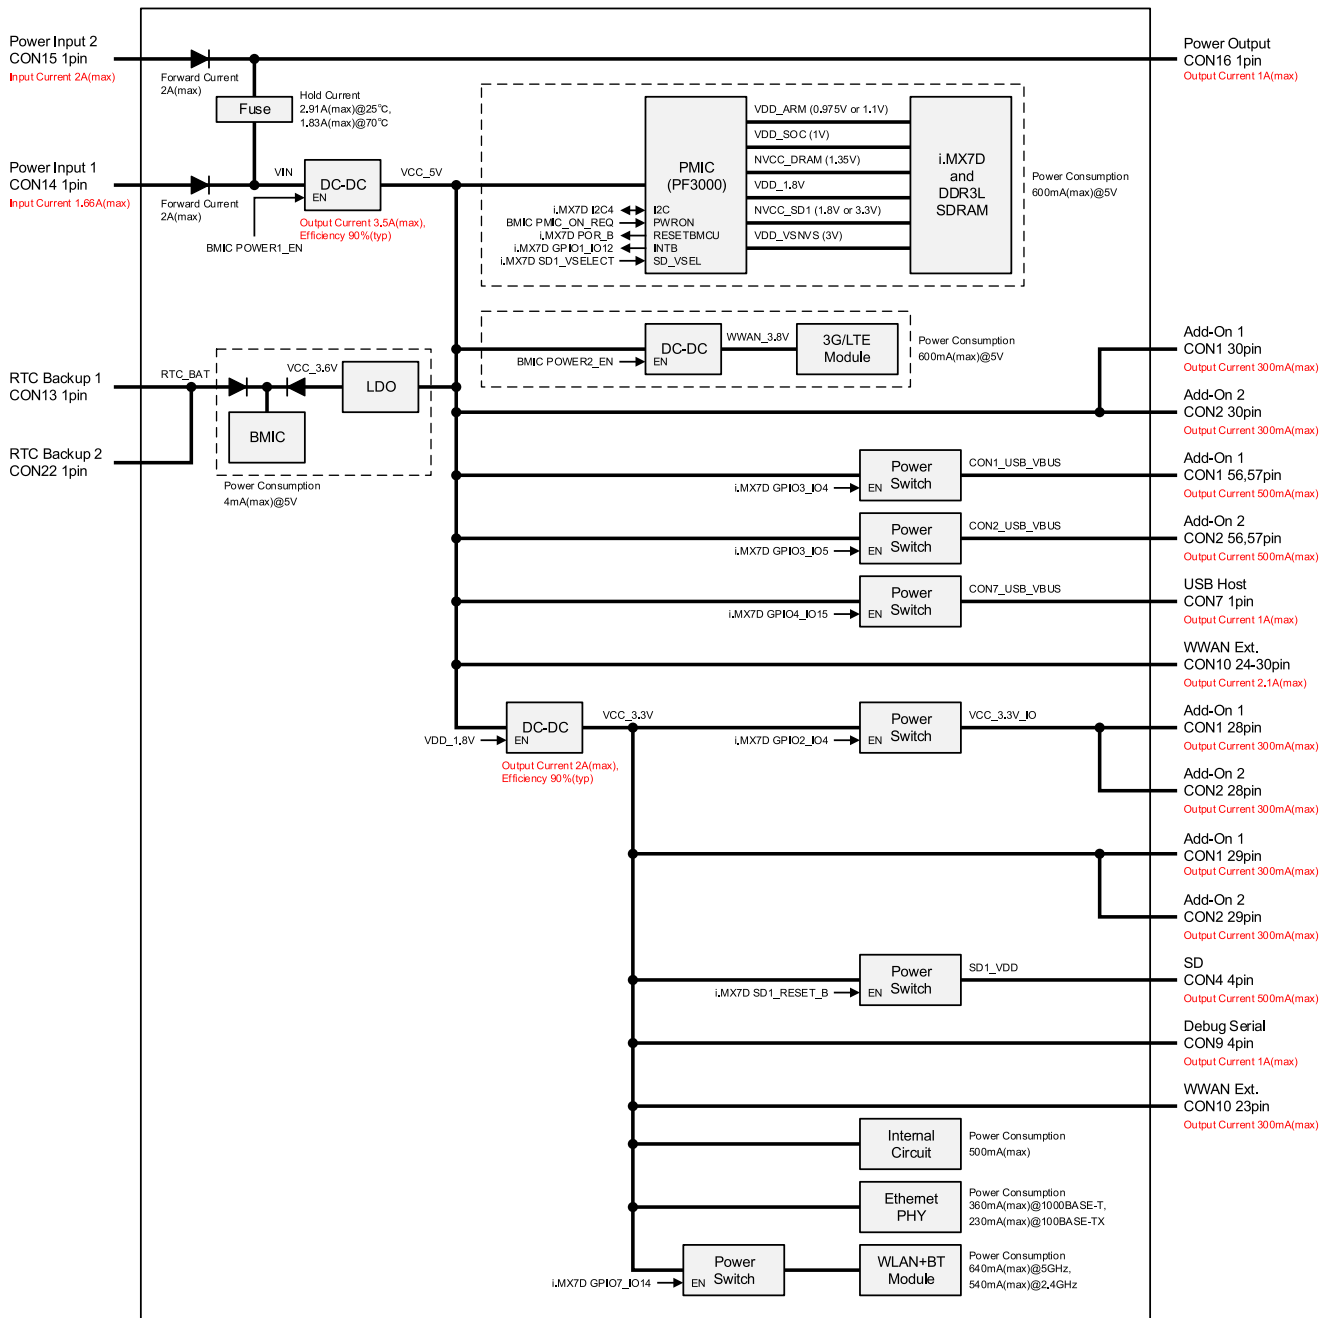 Power Input 2
CON15 1pin
Input Current 2A(max)
Forward Current
2A(max)
Fuse
Hold Current
2.91A(max)@25°C,
1.83A(max)@70°C
Power Output
CON16 1pin
Output Current 1A(max)
Power Input 1
CON14 1pin
Input Current 1.66A(max)
Forward Current
2A(max)
VIN
DC-DC
EN
VCC_5V
Output Current 3.5A(max),
Efficiency 90%(typ)
BMIC POWER1_EN
PMIC
(PF3000)
I2C
PWRON
RESETBMCU
INTB
SD_VSEL
i.MX7D I2C4
BMIC PMIC_ON_REQ
i.MX7D POR_B
i.MX7D GPIO1_IO12
i.MX7D SD1_VSELECT
VDD_ARM (0.975V or 1.1V)
VDD_SOC (1V)
NVCC_DRAM (1.35V)
VDD_1.8V
NVCC_SD1 (1.8V or 3.3V)
VDD_VSNVS (3V)
i.MX7D
and
DDR3L
SDRAM
Power Consumption
600mA(max)@5V
BMIC POWER2_EN
DC-DC
EN
WWAN_3.8V
3G/LTE
Module
Power Consumption
600mA(max)@5V
RTC Backup 1
CON13 1pin
RTC Backup 2
CON22 1pin
RTC_BAT
VCC_3.6V
LDO
BMIC
Power Consumption
4mA(max)@5V
Add-On 1
CON1 30pin
Output Current 300mA(max)
Add-On 2
CON2 30pin
Output Current 300mA(max)
i.MX7D GPIO3_IO4
Power
Switch
EN
CON1_USB_VBUS
Add-On 1
CON1 56,57pin
Output Current 500mA(max)
i.MX7D GPIO3_IO5
Power
Switch
EN
CON2_USB_VBUS
Add-On 2
CON2 56,57pin
Output Current 500mA(max)
i.MX7D GPIO4_IO15
Power
Switch
EN
CON7_USB_VBUS
USB Host
CON7 1pin
Output Current 1A(max)
WWAN Ext.
CON10 24-30pin
Output Current 2.1A(max)
VDD_1.8V
DC-DC
EN
VCC_3.3V
Output Current 2A(max),
Efficiency 90%(typ)
i.MX7D GPIO2_IO4
Power
Switch
EN
VCC_3.3V_IO
Add-On 1
CON1 28pin
Output Current 300mA(max)
Add-On 2
CON2 28pin
Output Current 300mA(max)
Add-On 1
CON1 29pin
Output Current 300mA(max)
Add-On 2
CON2 29pin
Output Current 300mA(max)
i.MX7D SD1_RESET_B
Power
Switch
EN
SD1_VDD
SD
CON4 4pin
Output Current 500mA(max)
Debug Serial
CON9 4pin
Output Current 1A(max)
WWAN Ext.
CON10 23pin
Output Current 300mA(max)
Internal
Circuit
Power Consumption
500mA(max)
Ethernet
PHY
Power Consumption
360mA(max)@1000BASE-T,
230mA(max)@100BASE-TX
i.MX7D GPIO7_IO14
Power
Switch
EN
WLAN+BT
Module
Power Consumption
640mA(max)@5GHz,
540mA(max)@2.4GHz